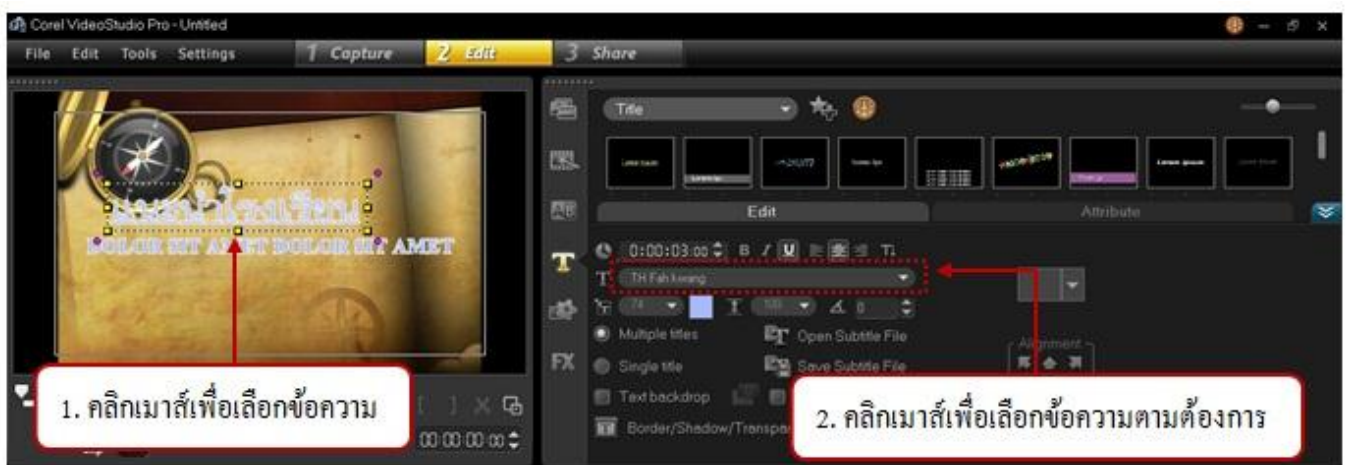 Corel VideoStudio Pro - Untitled
File Edit Tools Settings 1 Capture 2 Edit 3 Share
Title
Edit Attribute
0:00:03:00 B I U
TH Fah kwang
74 100 0
Multiple titles Open Subtitle File
Single title Save Subtitle File
Alignment
Text backdrop
Border/Shadow/Transpa
DOLOR SIT AMET DOLOR SIT AMET
FX
00:00:00:00
1. คลิกเมาส์เพื่อเลือกข้อความ
2. คลิกเมาส์เพื่อเลือกข้อความตามต้องการ